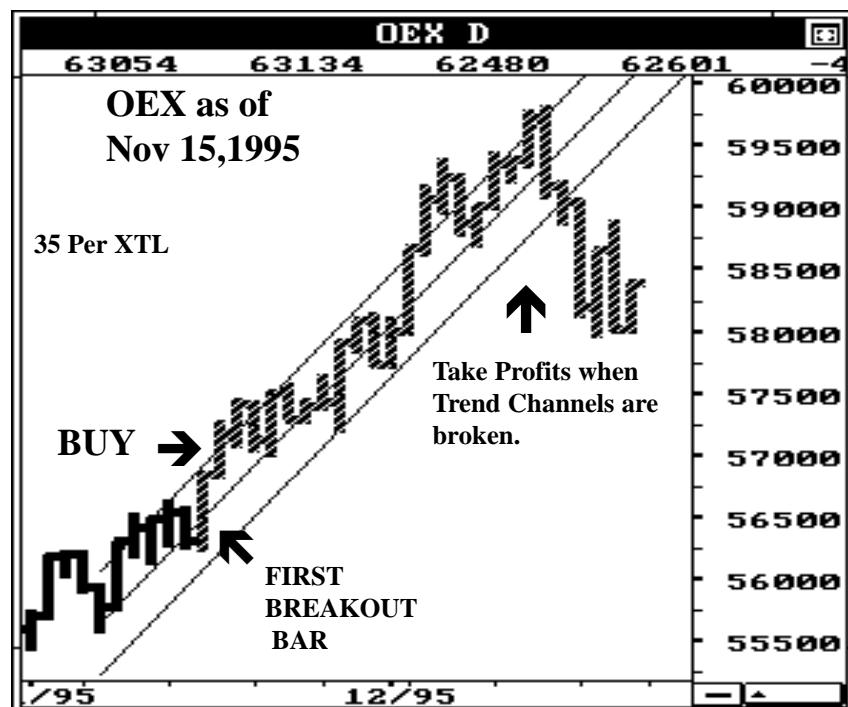 OEX D
63054 63134 62480 62601 -4
OEX as of
Nov 15,1995
35 Per XTL
BUY
FIRST
BREAKOUT
BAR
Take Profits when
Trend Channels are
broken.
60000
59500
59000
58500
58000
57500
57000
56500
56000
55500
/95 12/95